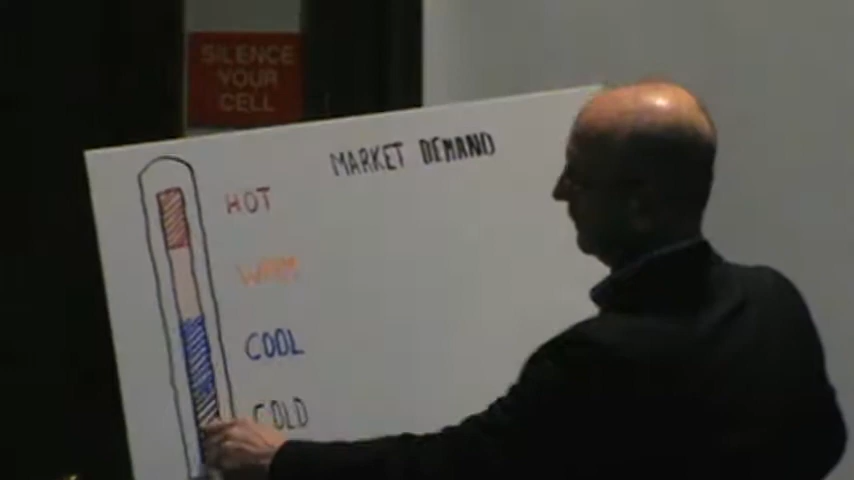 SILENCE
YOUR
CELL
MARKET DEMAND
HOT
WARM
COOL
COLD